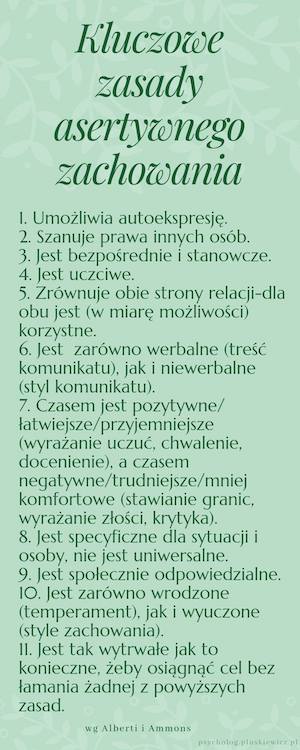 Kluczowe
zasady
asertywnego
zachowania
1. Umożliwia autoekspresję.
2. Szanuje prawa innych osób.
3. Jest bezpośrednie i stanowcze.
4. Jest uczciwe.
5. Zrównuje obie strony relacji-dla
obu jest (w miarę możliwości)
korzystne.
6. Jest zarówno werbalne (treść
komunikatu), jak i niewerbalne
(styl komunikatu).
7. Czasem jest pozytywne/
łatwiejsze/przyjemniejsze
(wyrażanie uczuć, chwalenie,
docenienie), a czasem
negatywne/trudniejsze/mniej
komfortowe (stawianie granic,
wyrażanie złości, krytyka).
8. Jest specyficzne dla sytuacji i
osoby, nie jest uniwersalne.
9. Jest społecznie odpowiedzialne.
10. Jest zarówno wrodzone
(temperament), jak i wyuczone
(style zachowania).
11. Jest tak wytrwałe jak to
konieczne, żeby osiągnąć cel bez
łamania żadnej z powyższych
zasad.
wg Alberti i Ammons
psycholog.pluskiewicz.pl